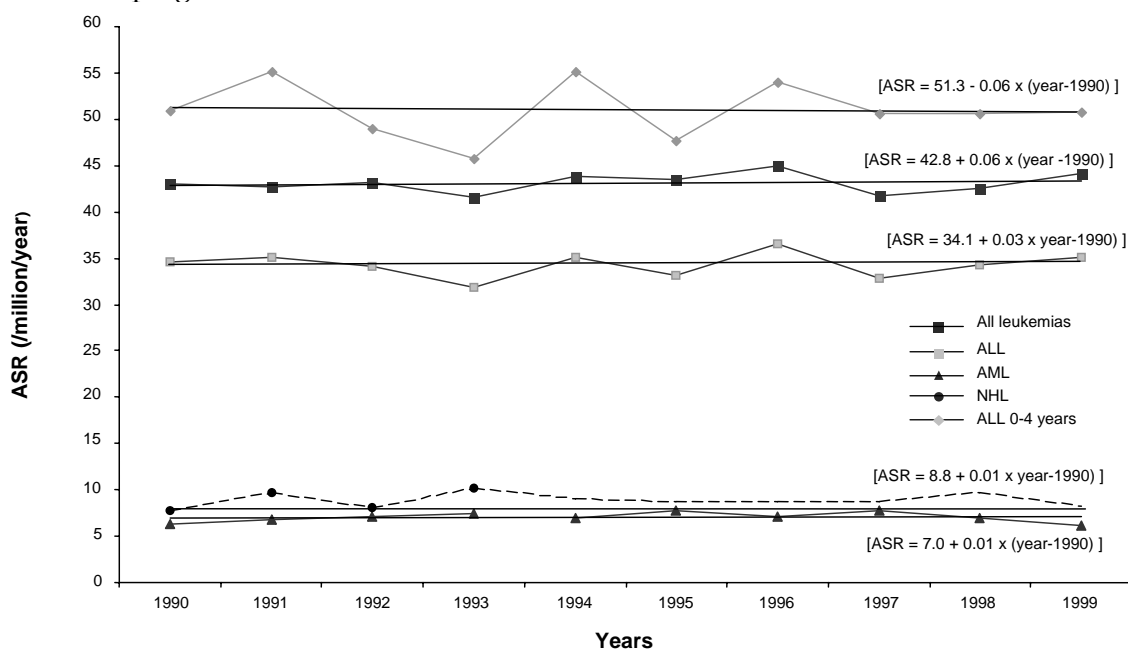 60
55
[ASR = 51.3 - 0.06 x (year-1990) ]
50
45
[ASR = 42.8 + 0.06 x (year -1990) ]
40
[ASR = 34.1 + 0.03 x year-1990) ]
35
30
ASR (/million/year)
All leukemias
25
ALL
AML
20
NHL
ALL 0-4 years
15
[ASR = 8.8 + 0.01 x year-1990) ]
10
5
[ASR = 7.0 + 0.01 x (year-1990) ]
0
1990 1991 1992 1993 1994 1995 1996 1997 1998 1999
Years